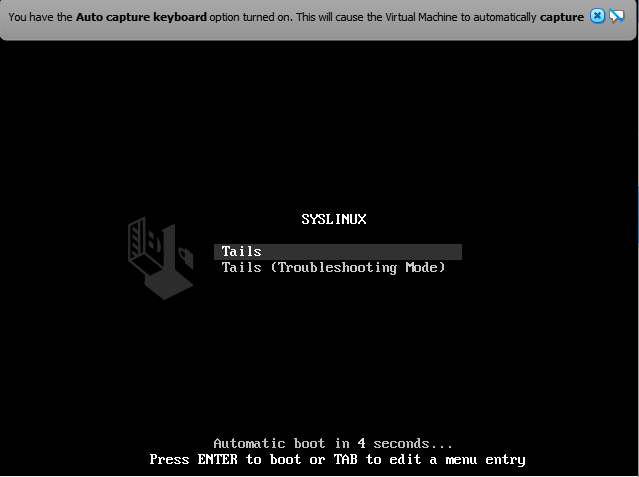 You have the Auto capture keyboard option turned on. This will cause the Virtual Machine to automatically capture
SYSLINUX
Tails
Tails (Troubleshooting Mode)
Automatic boot in 4 seconds...
Press ENTER to boot or TAB to edit a menu entry